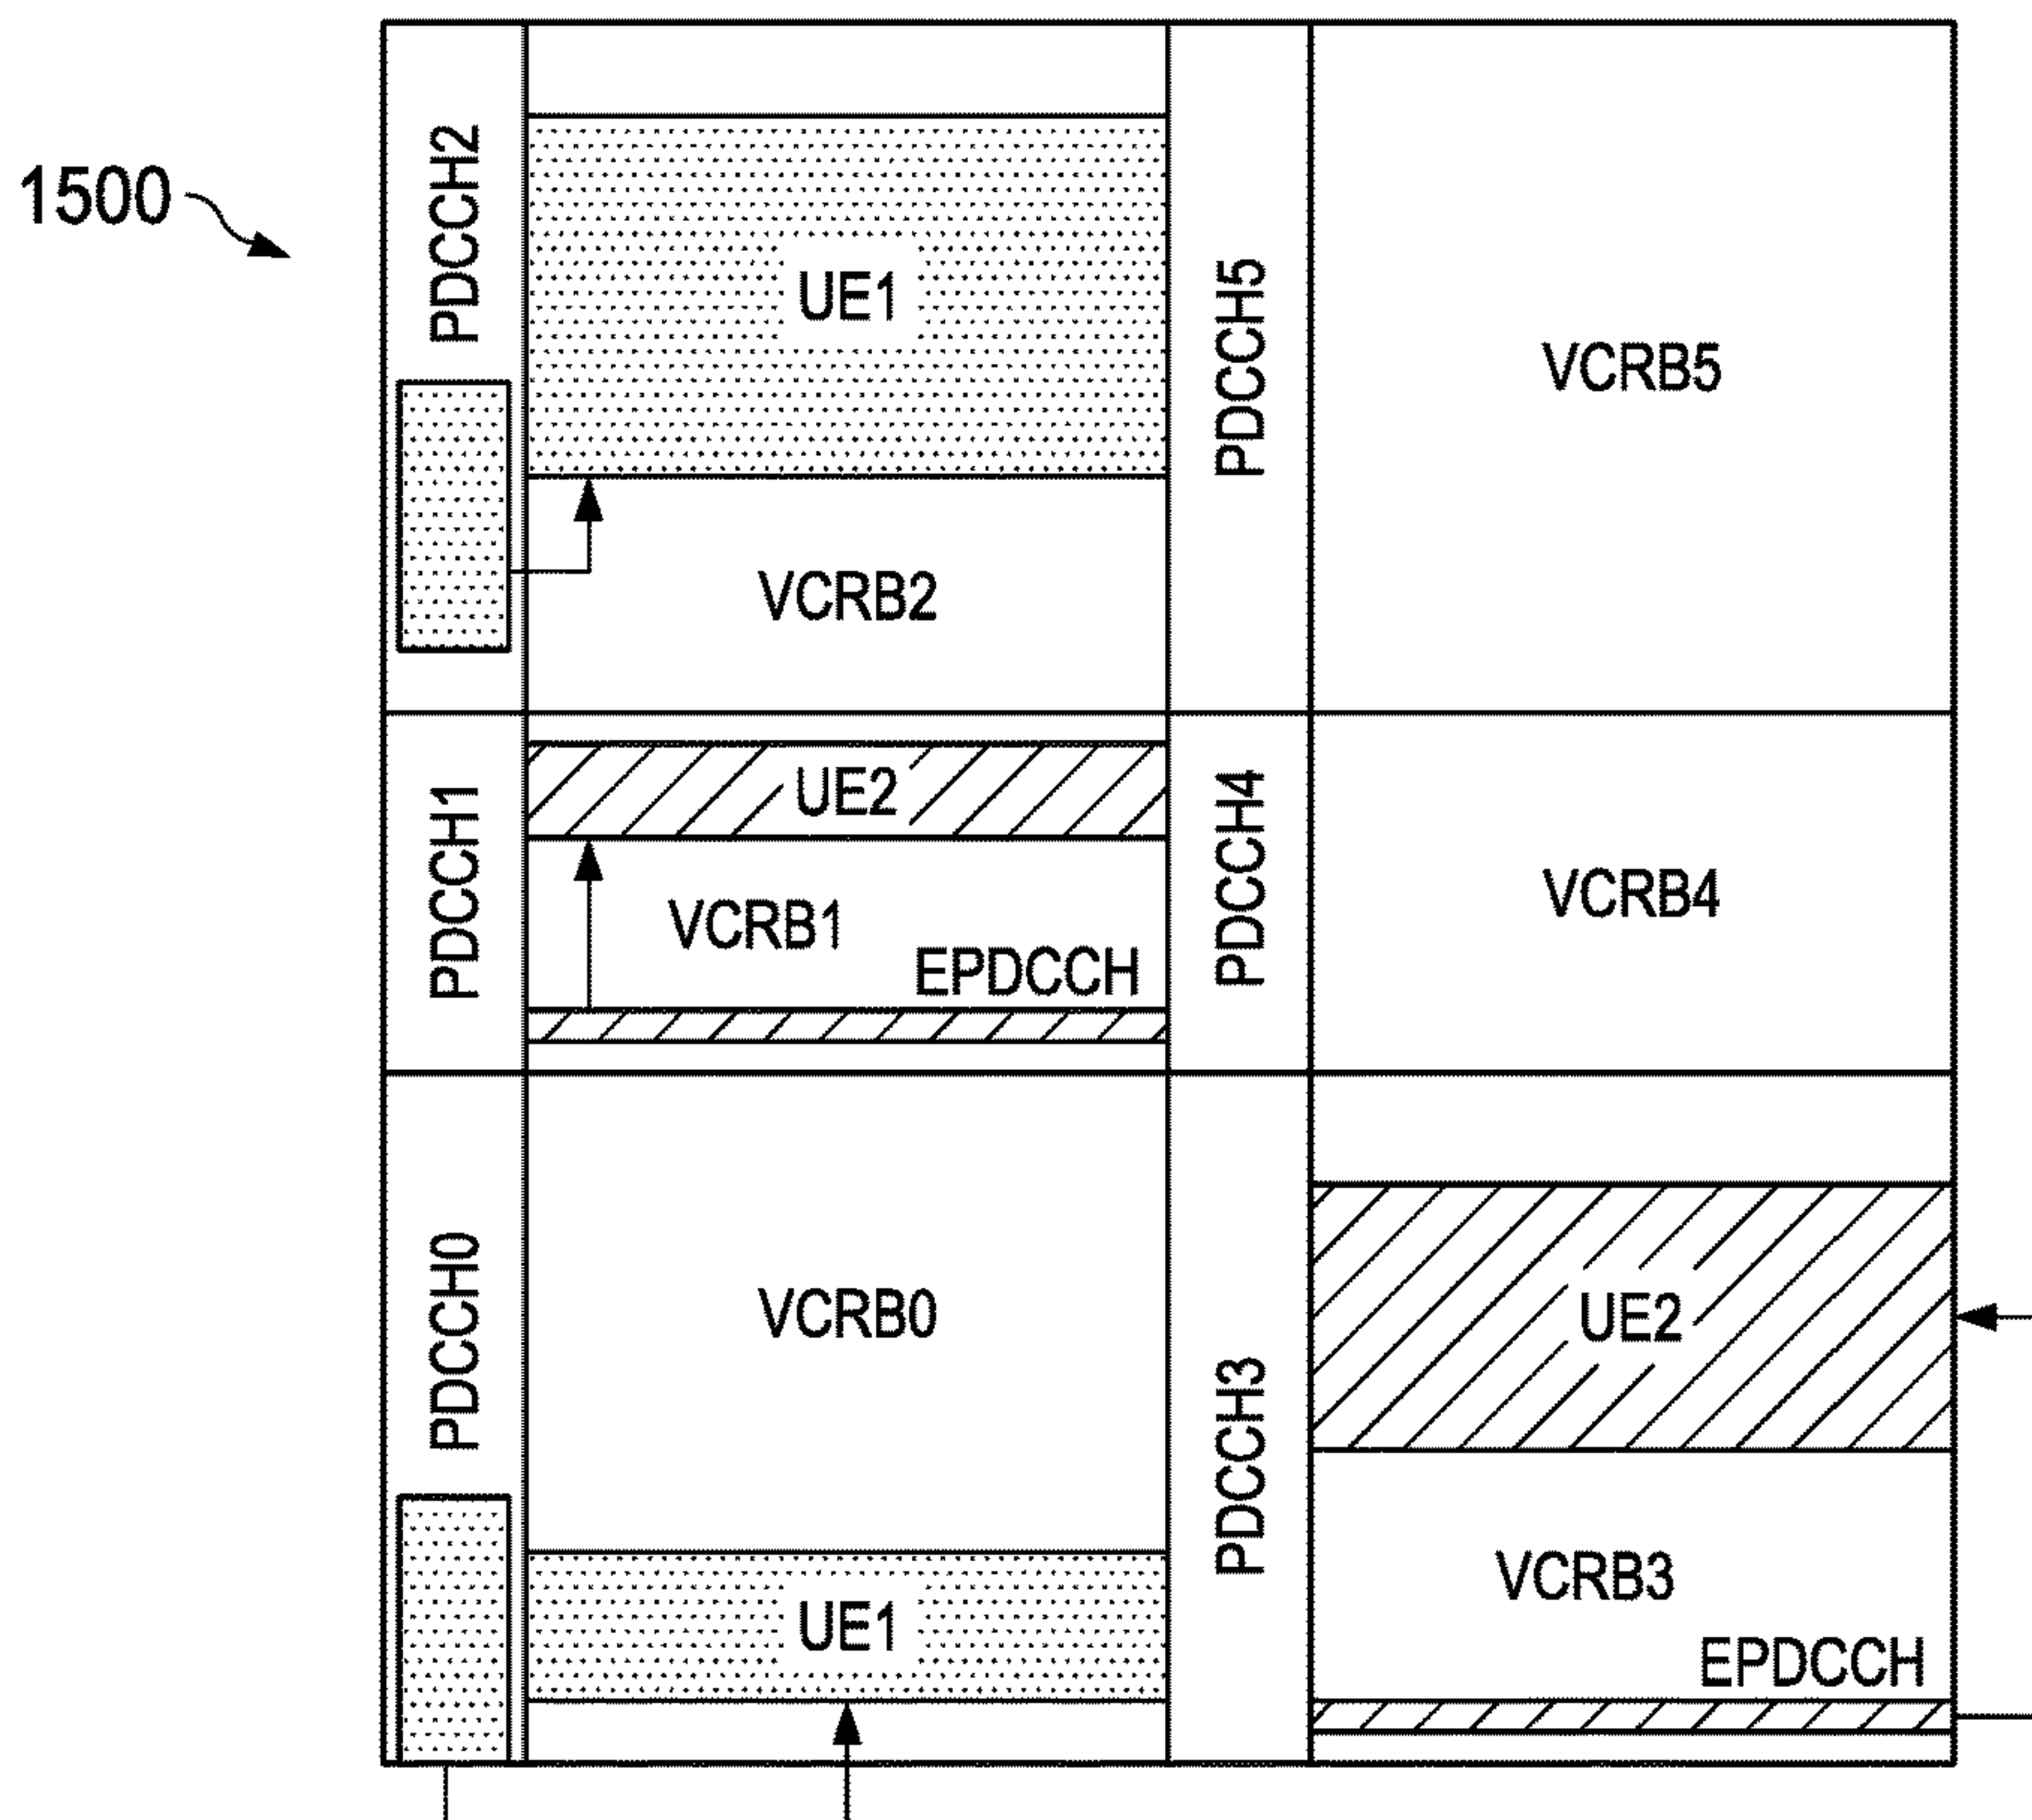 1500
PDCCH2
UE1
VCRB2
PDCCH5
VCRB5
PDCCH1
UE2
VCRB1
EPDCCH
PDCCH4
VCRB4
PDCCH0
VCRB0
UE1
PDCCH3
UE2
VCRB3
EPDCCH